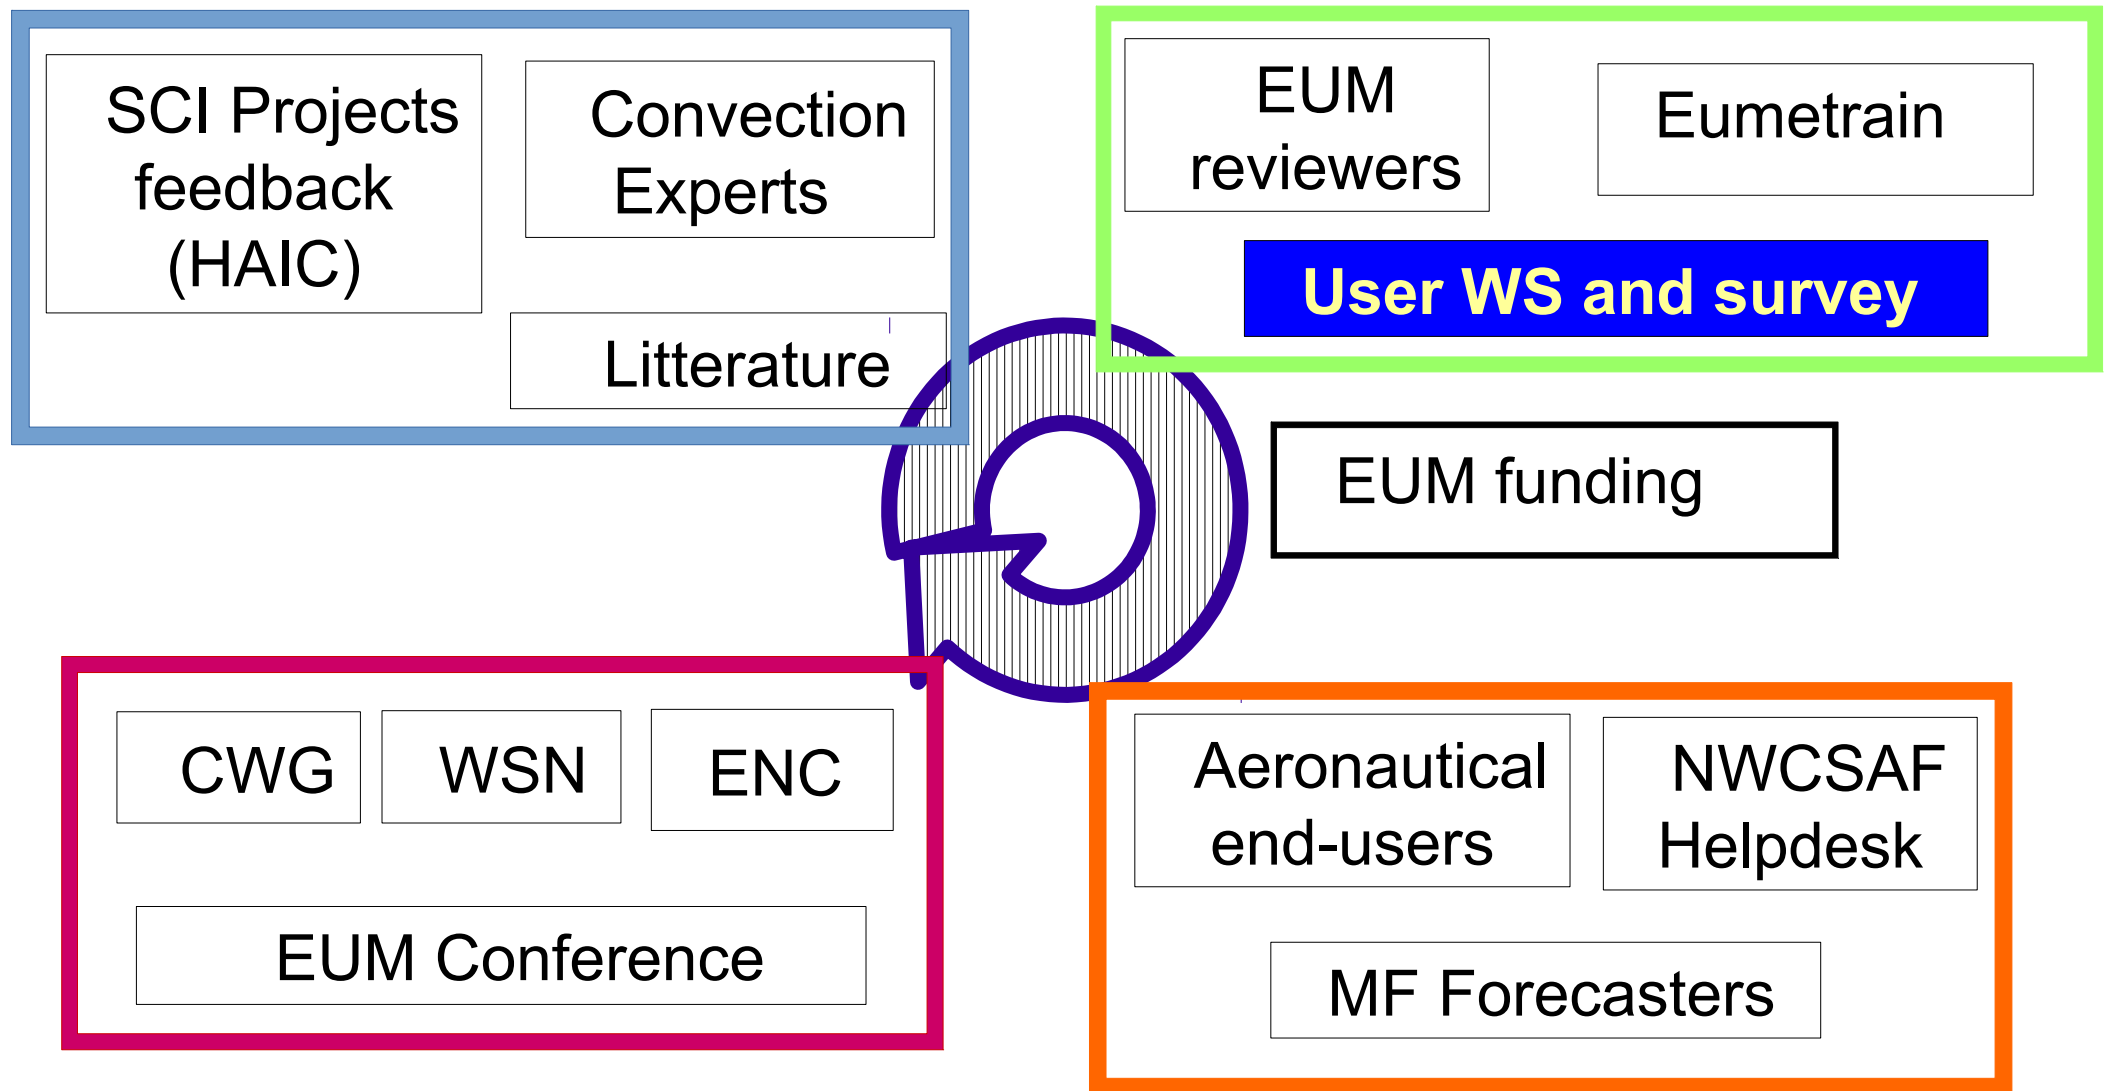 SCI Projects
feedback
(HAIC)
Convection
Experts
Litterature
EUM
reviewers
Eumetrain
User WS and survey
EUM funding
CWG
WSN
ENC
EUM Conference
Aeronautical
end-users
NWCSAF
Helpdesk
MF Forecasters